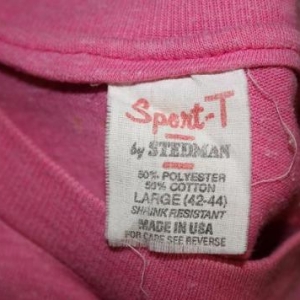 Sport-T
by STEDMAN
50% POLYESTER
50% COTTON
LARGE (42-44)
SHRINK RESISTANT
MADE IN USA
FOR CARE SEE REVERSE